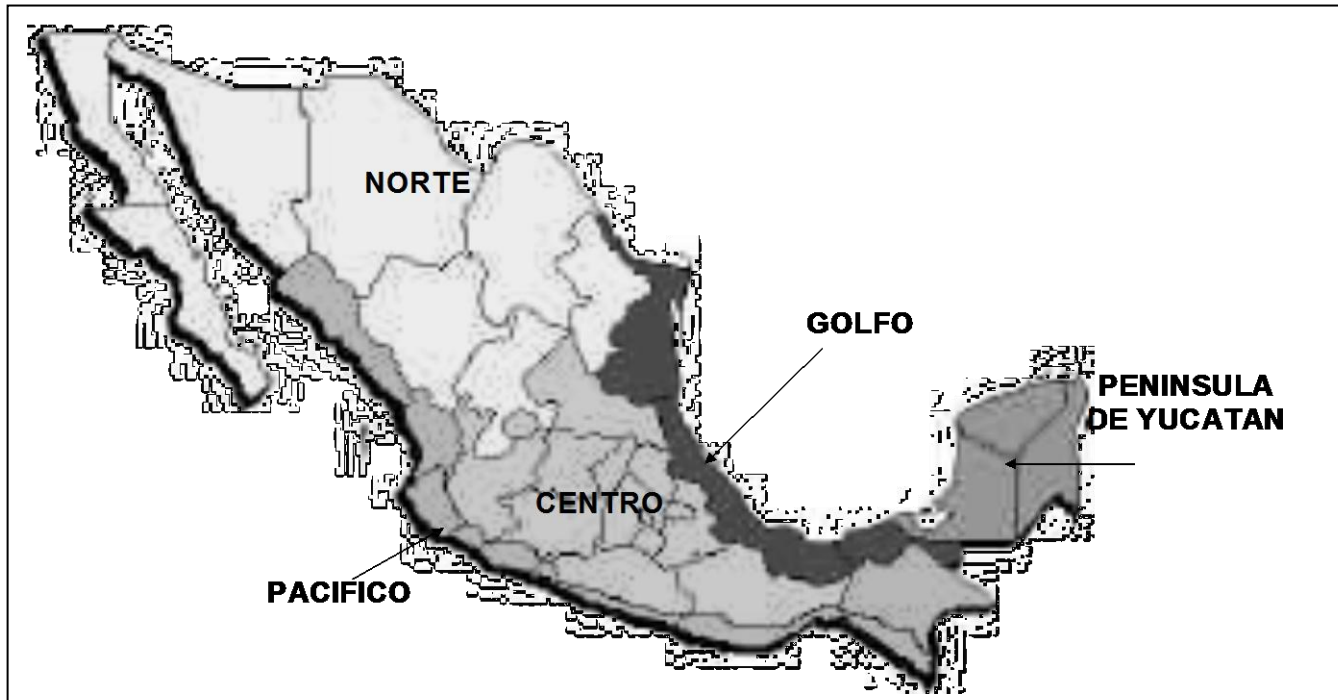 NORTE
GOLFO
PENINSULA
DE YUCATAN
CENTRO
PACIFICO